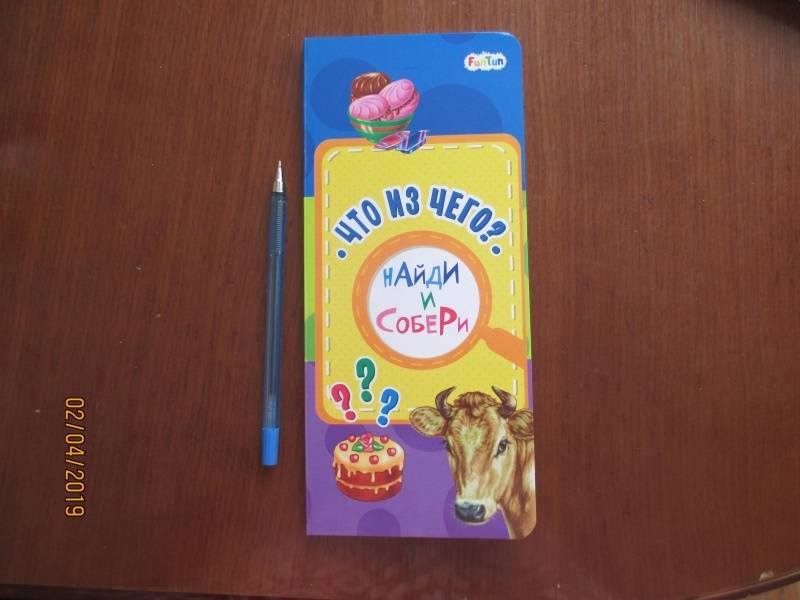 FunTun
ЧТО ИЗ ЧЕГО?
НАЙДИ
И
СОБЕРИ
???
02/04/2019